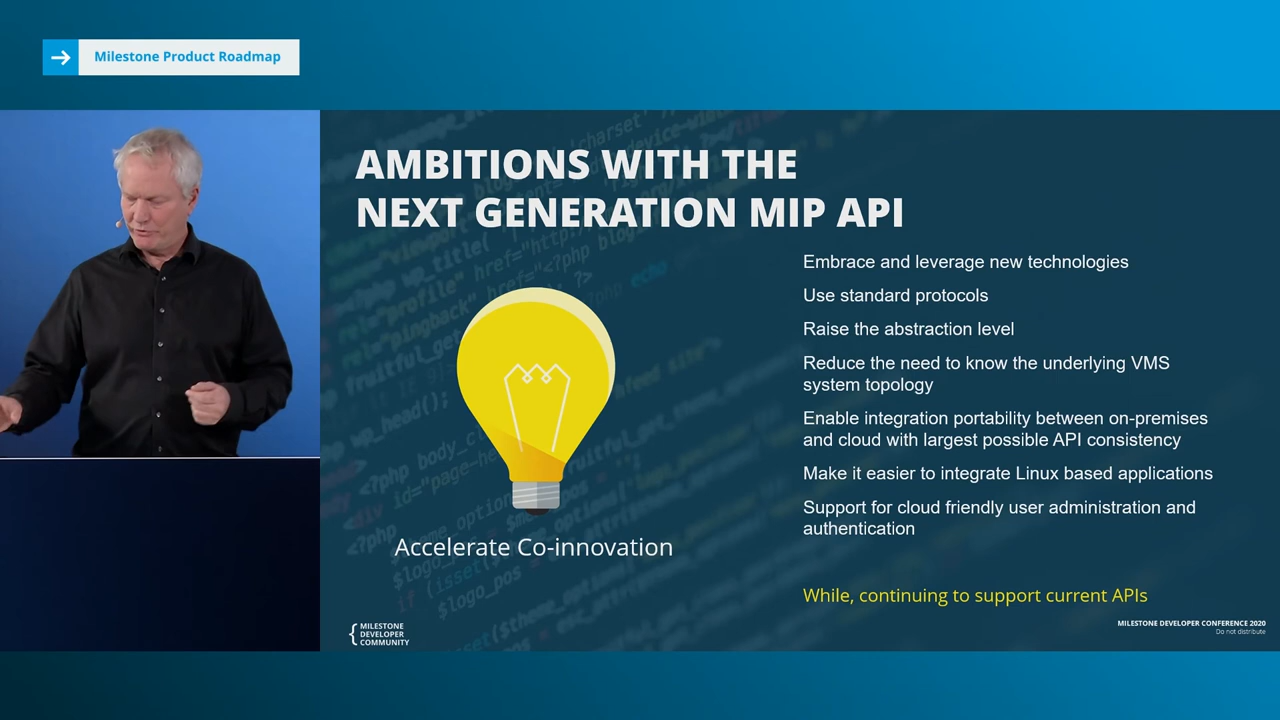 Milestone Product Roadmap
AMBITIONS WITH THE
NEXT GENERATION MIP API
Embrace and leverage new technologies
Use standard protocols
Raise the abstraction level
Reduce the need to know the underlying VMS
system topology
Enable integration portability between on-premises
and cloud with largest possible API consistency
Make it easier to integrate Linux based applications
Support for cloud friendly user administration and
authentication
Accelerate Co-innovation
While, continuing to support current APIs
MILESTONE
DEVELOPER
COMMUNITY
MILESTONE DEVELOPER CONFERENCE 2020
Do not distribute